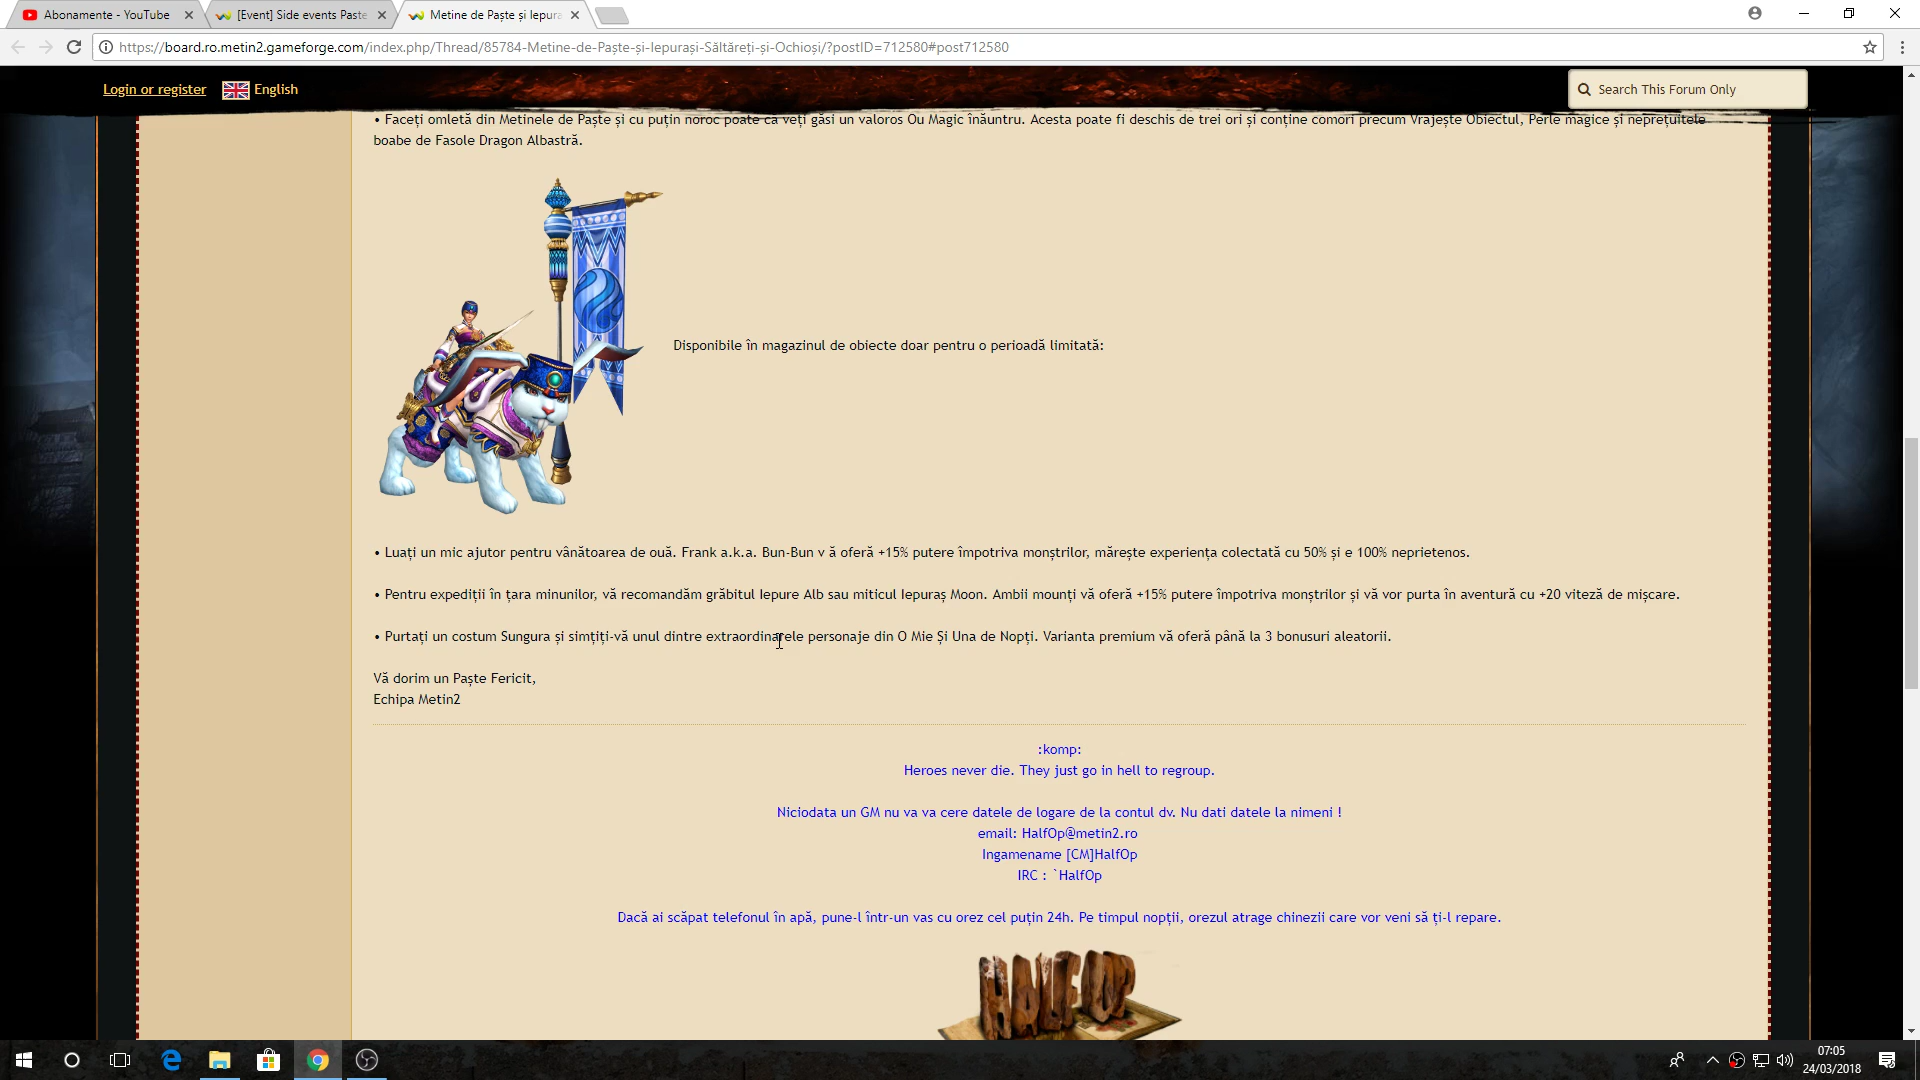 Abonamente - YouTube
[Event] Side events Paste
Metine de Paște și Iepura
https://board.ro.metin2.gameforge.com/index.php/Thread/85784-Metine-de-Paște-și-Iepurași-Săltăreți-și-Ochioși/?postID=712580#post712580
Login or register
English
Search This Forum Only
• Faceți omletă din Metinele de Paște și cu puțin noroc poate că veți găsi un valoros Ou Magic înăuntru. Acesta poate fi deschis de trei ori și conține comori precum Vrajește Obiectul, Perle magice și neprețuitele
boabe de Fasole Dragon Albastră.
Disponibile în magazinul de obiecte doar pentru o perioadă limitată:
• Luați un mic ajutor pentru vânătoarea de ouă. Frank a.k.a. Bun-Bun v ă oferă +15% putere împotriva monștrilor, mărește experiența colectată cu 50% și e 100% neprietenos.
• Pentru expediții în țara minunilor, vă recomandăm grăbitul Iepure Alb sau miticul Iepuraș Moon. Ambii mounți vă oferă +15% putere împotriva monștrilor și vă vor purta în aventură cu +20 viteză de mișcare.
• Purtați un costum Sungura și simțiți-vă unul dintre extraordinarele personaje din O Mie Și Una de Nopți. Varianta premium vă oferă până la 3 bonusuri aleatorii.
Vă dorim un Paște Fericit,
Echipa Metin2
:komp:
Heroes never die. They just go in hell to regroup.
Niciodata un GM nu va va cere datele de logare de la contul dv. Nu dati datele la nimeni !
email: HalfOp@metin2.ro
Ingamename [CM]HalfOp
IRC : `HalfOp
Dacă ai scăpat telefonul în apă, pune-l într-un vas cu orez cel puțin 24h. Pe timpul nopții, orezul atrage chinezii care vor veni să ți-l repare.
HALFOP
07:05
24/03/2018